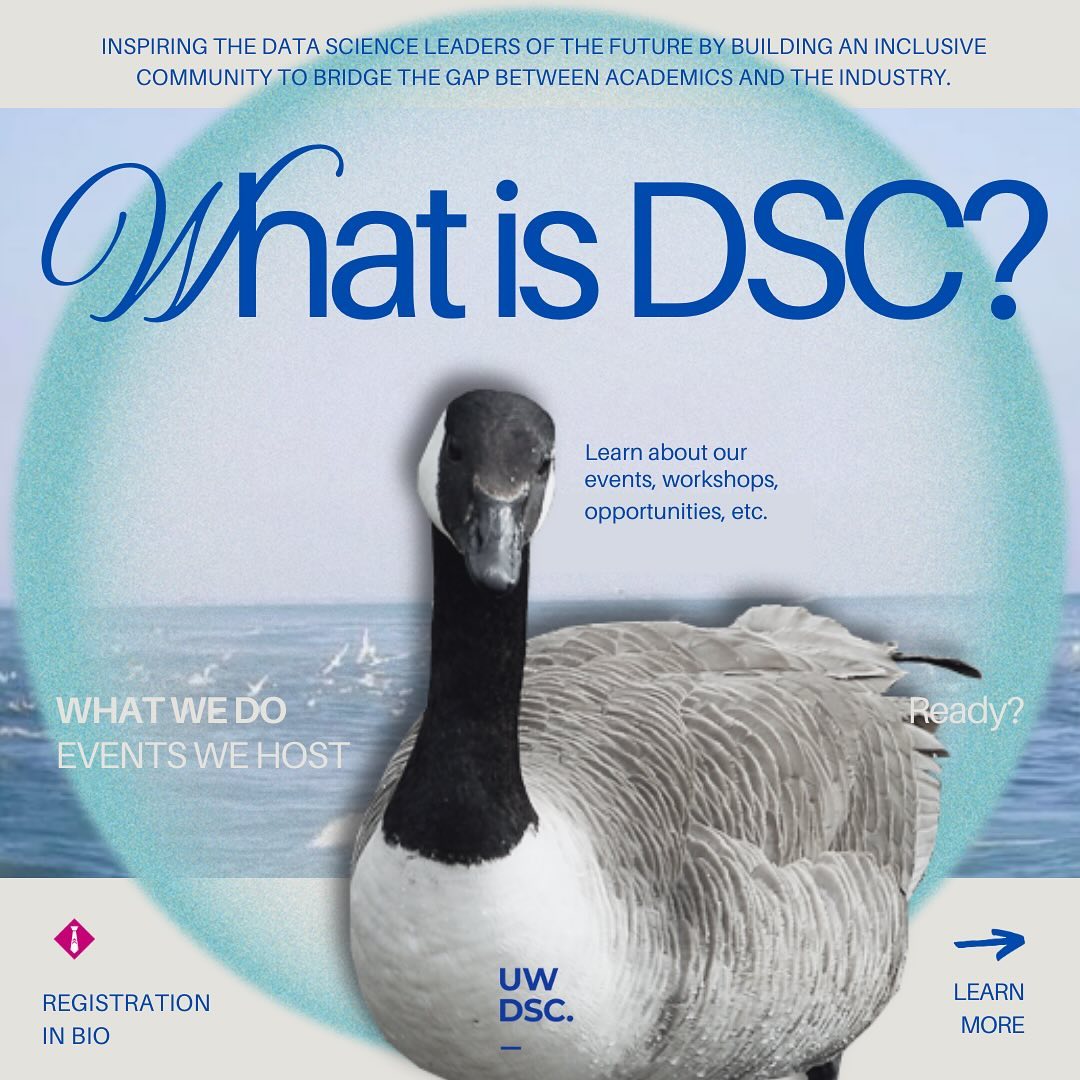 INSPIRING THE DATA SCIENCE LEADERS OF THE FUTURE BY BUILDING AN INCLUSIVE
COMMUNITY TO BRIDGE THE GAP BETWEEN ACADEMICS AND THE INDUSTRY.
What is DSC?
Learn about our
events, workshops,
opportunities, etc.
WHAT WE DO
EVENTS WE HOST
Ready?
REGISTRATION
IN BIO
UW
DSC.
LEARN
MORE